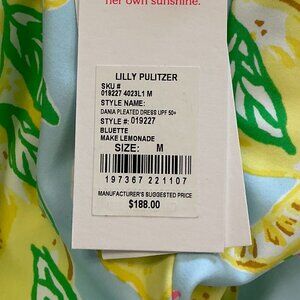 her own sunshine.
LILLY PULITZER
SKU #
019227 4023L1 M
STYLE NAME:
DANIA PLEATED DRESS UPF 50+
STYLE #: 019227
BLUETTE
MAKE LEMONADE
SIZE: M
197367 221107
MANUFACTURER'S SUGGESTED PRICE
$188.00